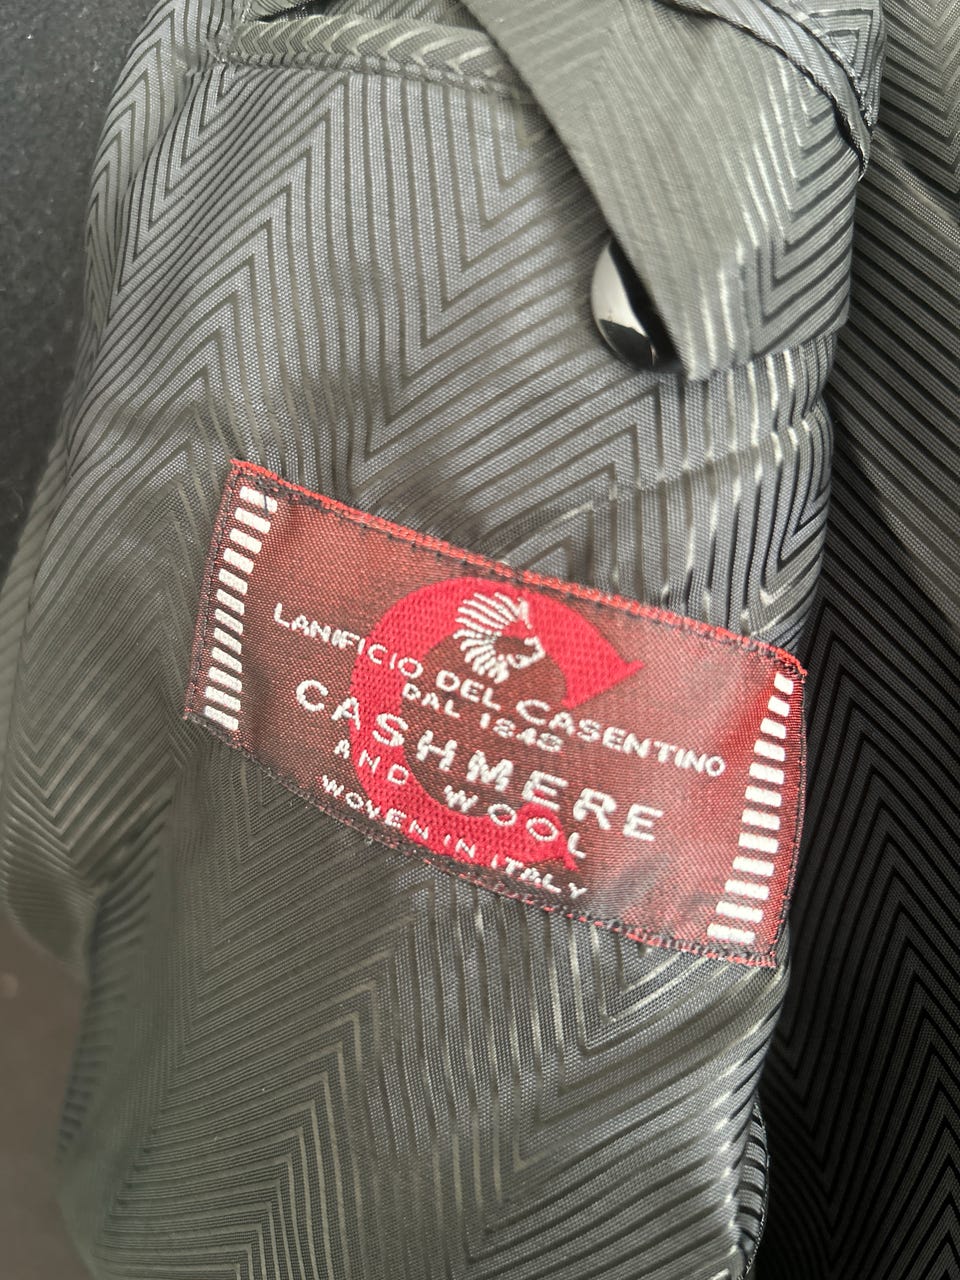 LANIFICIO DEL CASENTINO
DAL 1848
CASHMERE
AND WOOL
WOVEN IN ITALY